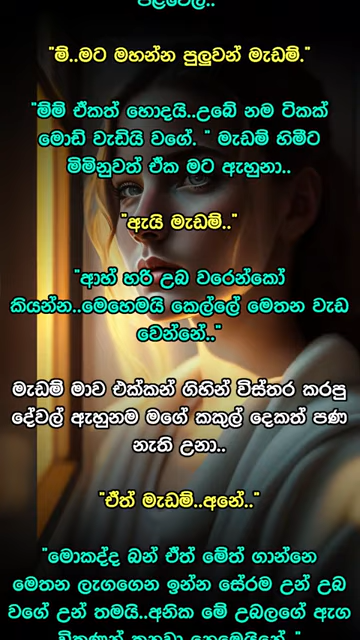 "ම්..මට මහන්න පුලුවන් මැඩම්."
"ම්ම් ඒකත් හොදයි..උබේ නම ටිකක්
මොඩ් වැඩියි වගේ. " මැඩම් හිමීට
මිමිනුවත් ඒක මට ඇහුනා..
"ඇයි මැඩම්.."
"ආහ් හරි උබ වරෙන්කෝ
කියන්න..මෙහෙමයි කෙල්ලේ මෙතන වැඩ
වෙන්නේ.."
මැඩම් මාව එක්කන් ගිහින් විස්තර කරපු
දේවල් ඇහුනම මගේ කකුල් දෙකත් පණ
නැති උනා..
"ඒත් මැඩම්..අනේ.."
"මොකද්ද බන් ඒත් මේත් ගාන්නෙ
මෙතන ලැගගෙන ඉන්න සේරම උන් උබ
වගේ උන් තමයි..අනික මේ උබලගේ ඇග